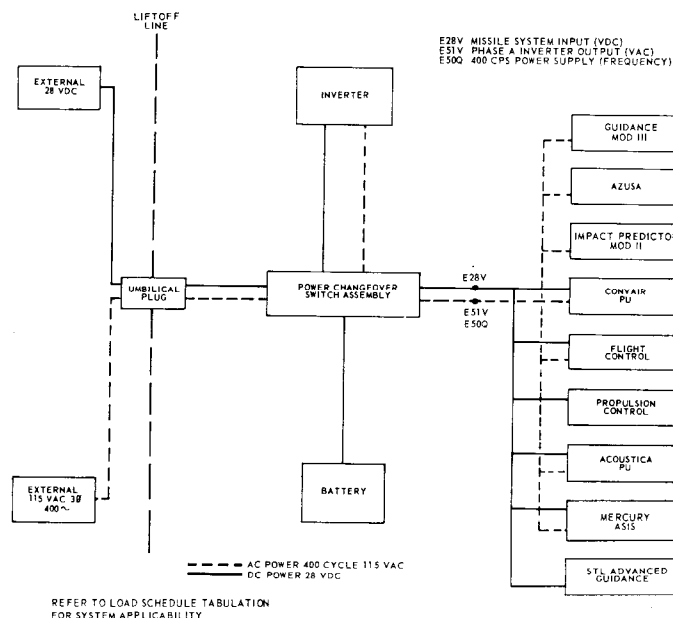 LIFTOFF
LINE
E28V MISSILE SYSTEM INPUT (VDC)
E51V PHASE A INVERTER OUTPUT (VAC)
E50Q 400 CPS POWER SUPPLY (FREQUENCY)
EXTERNAL
28 VDC
INVERTER
GUIDANCE
MOD III
AZUSA
IMPACT PREDICTO
MOD II
E28V
UMBILICAL
PLUG
POWER CHANGEOVER
SWITCH ASSEMBLY
E51V
E50Q
CONVAIR
PU
FLIGHT
CONTROL
PROPULSION
CONTROL
EXTERNAL
115 VAC 3Ø
400 ~
BATTERY
ACOUSTICA
PU
MERCURY
ASIS
AC POWER 400 CYCLE 115 VAC
DC POWER 28 VDC
STL ADVANCED
GUIDANCE
REFER TO LOAD SCHEDULE TABULATION
FOR SYSTEM APPLICABILITY